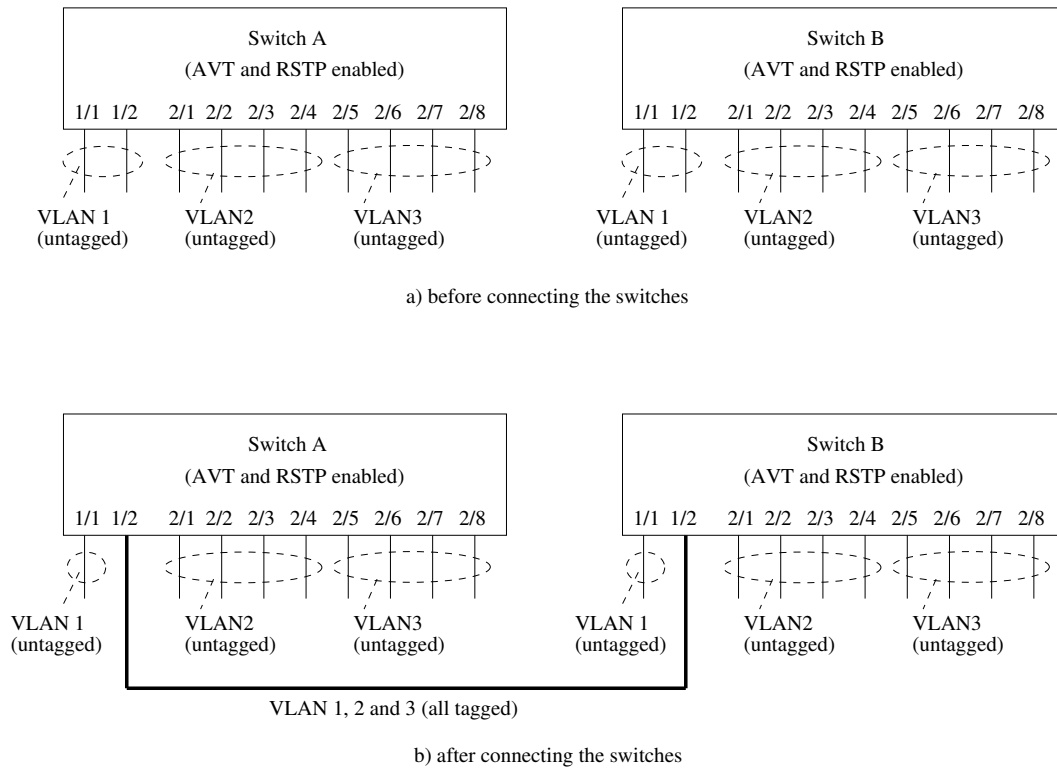 Switch A
(AVT and RSTP enabled)
1/1 1/2 2/1 2/2 2/3 2/4 2/5 2/6 2/7 2/8
VLAN 1
(untagged)
VLAN2
(untagged)
VLAN3
(untagged)
Switch B
(AVT and RSTP enabled)
1/1 1/2 2/1 2/2 2/3 2/4 2/5 2/6 2/7 2/8
VLAN 1
(untagged)
VLAN2
(untagged)
VLAN3
(untagged)
a) before connecting the switches
Switch A
(AVT and RSTP enabled)
1/1 1/2 2/1 2/2 2/3 2/4 2/5 2/6 2/7 2/8
VLAN 1
(untagged)
VLAN2
(untagged)
VLAN3
(untagged)
Switch B
(AVT and RSTP enabled)
1/1 1/2 2/1 2/2 2/3 2/4 2/5 2/6 2/7 2/8
VLAN 1
(untagged)
VLAN2
(untagged)
VLAN3
(untagged)
VLAN 1, 2 and 3 (all tagged)
b) after connecting the switches